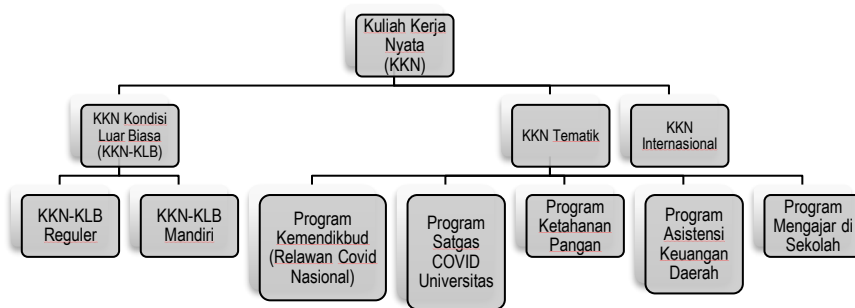 Kuliah Kerja
Nyata
(KKN)
KKN Kondisi
Luar Biasa
(KKN-KLB)
KKN Tematik
KKN
Internasional
KKN-KLB
Reguler
KKN-KLB
Mandiri
Program
Kemendikbud
(Relawan Covid
Nasional)
Program
Satgas
COVID
Universitas
Program
Ketahanan
Pangan
Program
Asistensi
Keuangan
Daerah
Program
Mengajar di
Sekolah